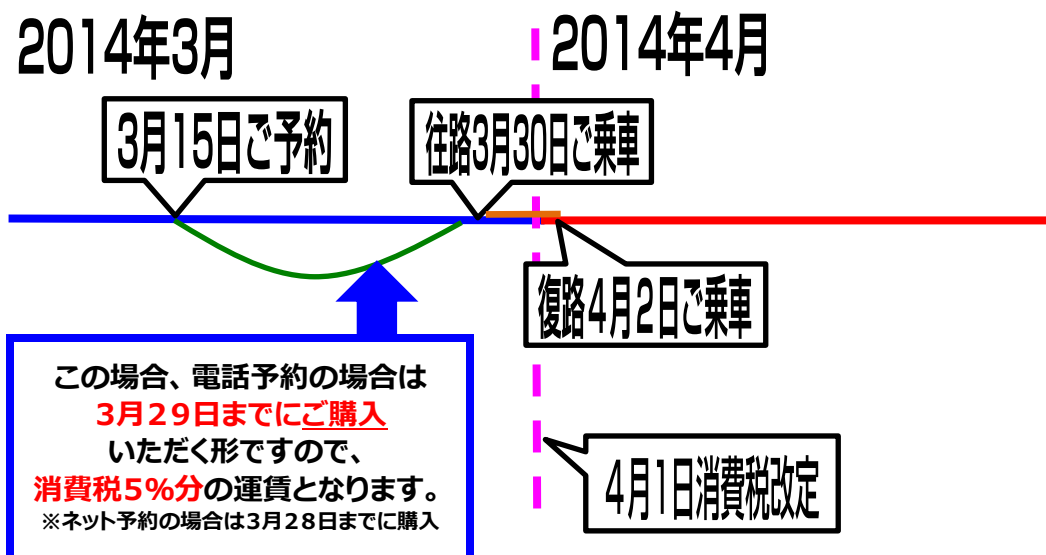 2014年3月
2014年4月
3月15日ご予約
往路3月30日ご乗車
復路4月2日ご乗車
この場合、電話予約の場合は
3月29日までにご購入
いただく形ですので、
消費税5%分の運賃となります。
※ネット予約の場合は3月28日までに購入
4月1日消費税改定